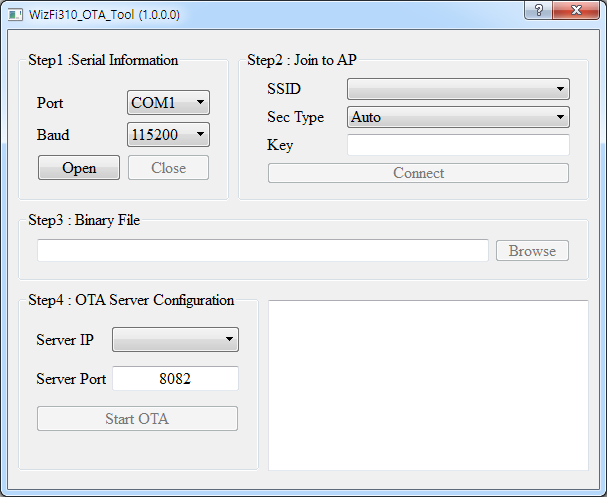 WizFi310_OTA_Tool (1.0.0.0)
?
Step1 :Serial Information
Port
COM1
Baud
115200
Open
Close
Step2 : Join to AP
SSID
Sec Type
Auto
Key
Connect
Step3 : Binary File
Browse
Step4 : OTA Server Configuration
Server IP
Server Port
8082
Start OTA